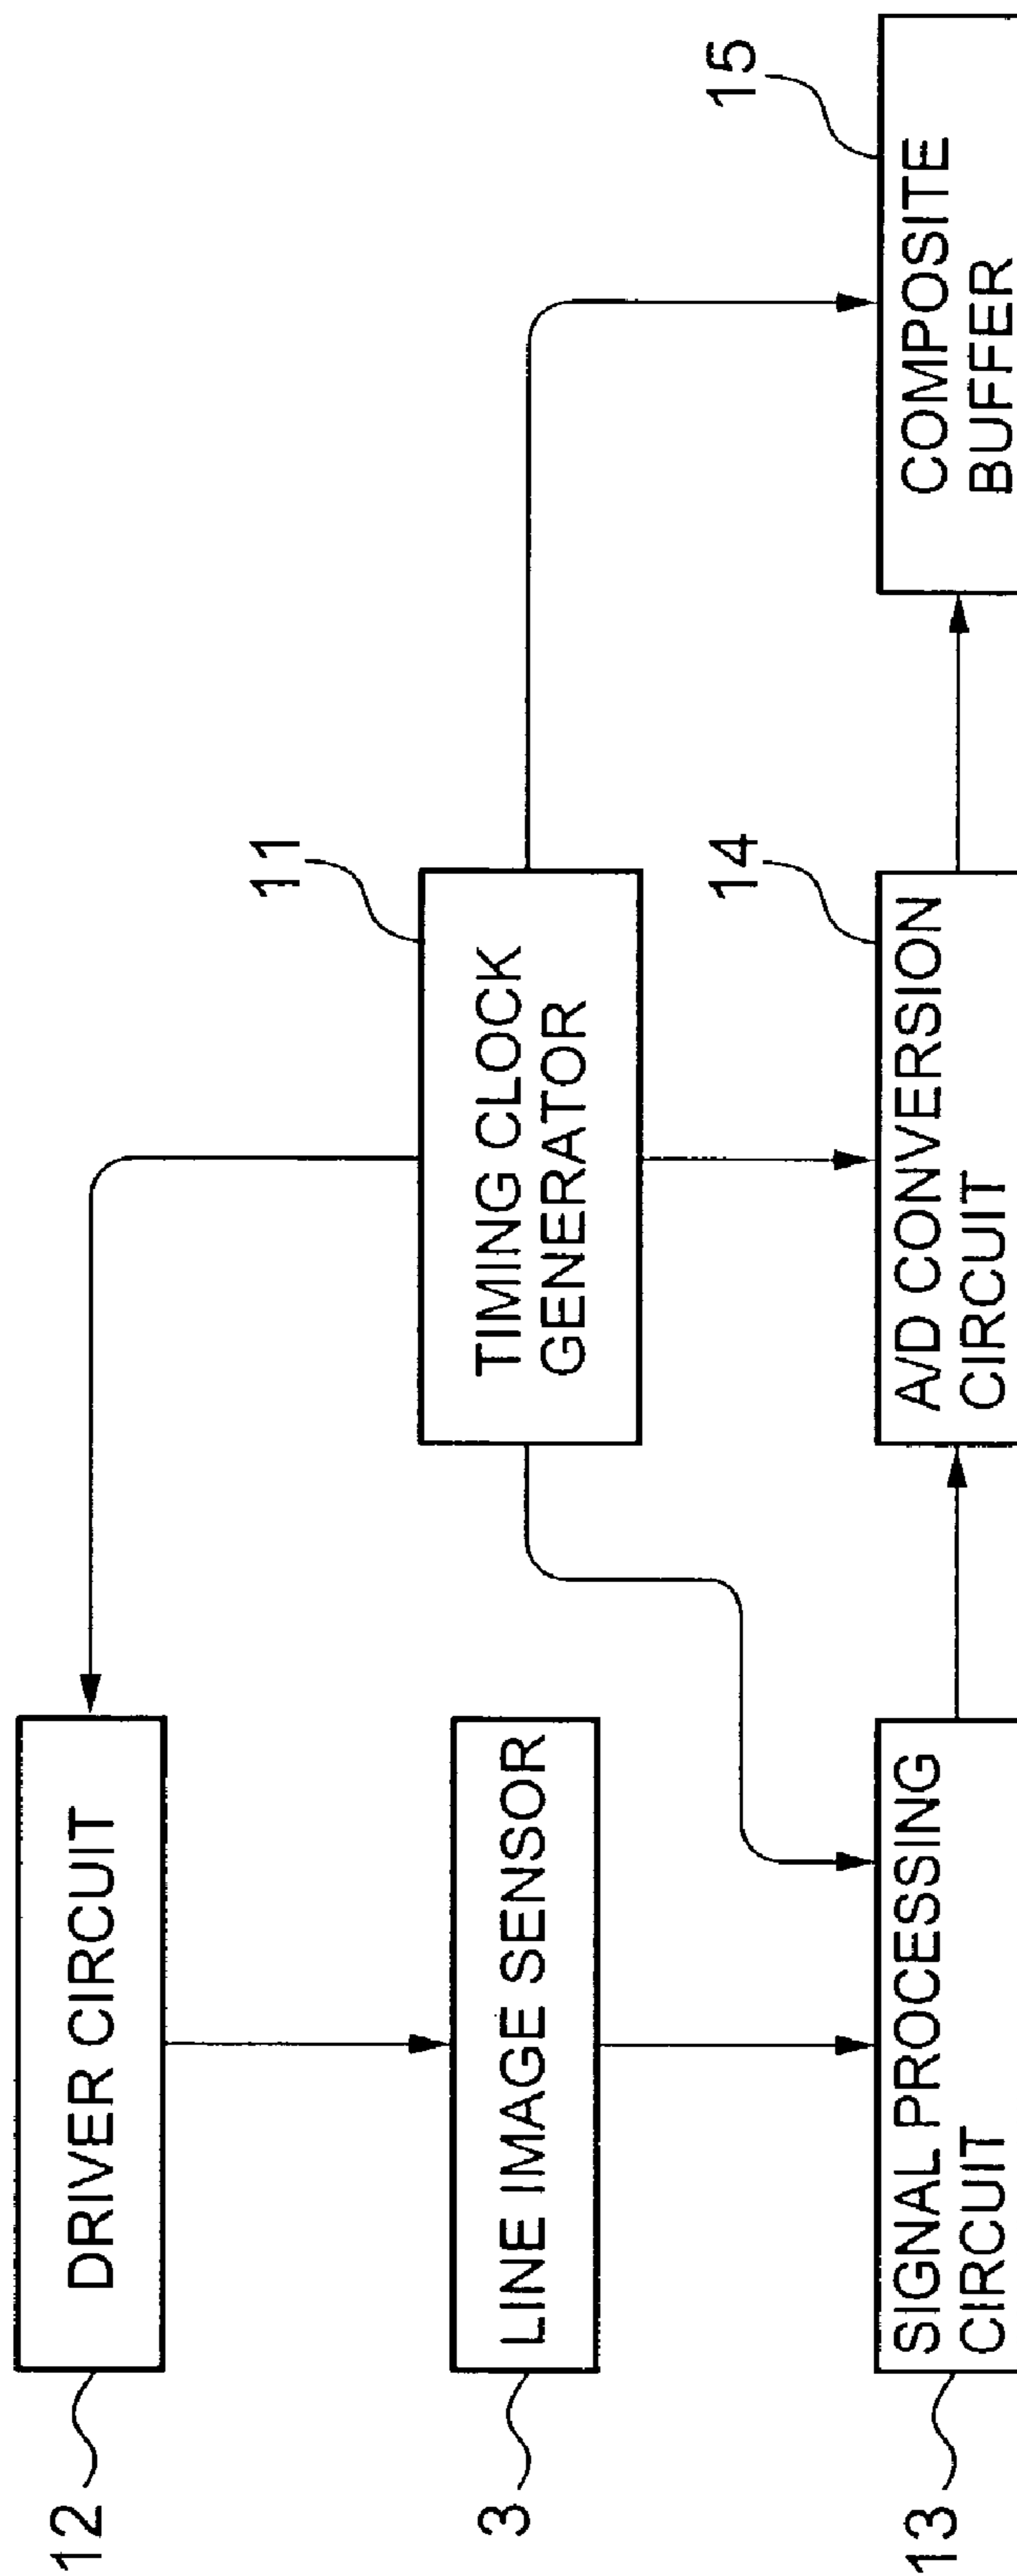 12
DRIVER CIRCUIT
11
TIMING CLOCK
GENERATOR
3
LINE IMAGE SENSOR
15
14
13
SIGNAL PROCESSING
CIRCUIT
A/D CONVERSION
CIRCUIT
COMPOSITE
BUFFER